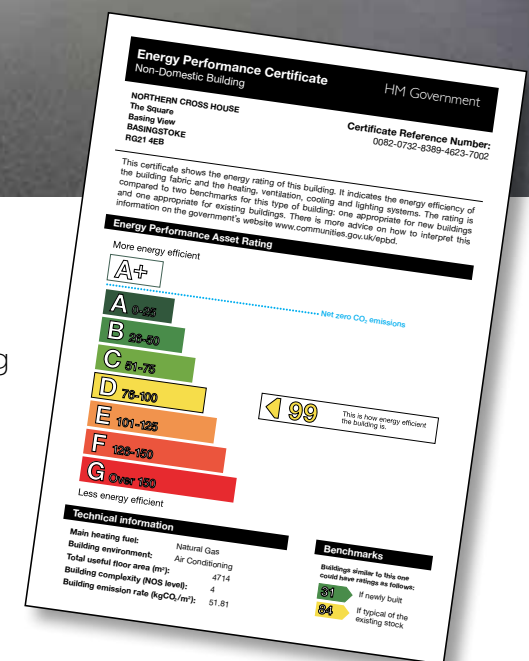 Energy Performance Certificate
Non-Domestic Building
HM Government
NORTHERN CROSS HOUSE
The Square
Basing View
BASINGSTOKE
RG21 4EB
Certificate Reference Number:
0082-0732-8389-4623-7002
This certificate shows the energy rating of this building. It indicates the energy efficiency of
the building fabric and the heating, ventilation, cooling and lighting systems. The rating is
compared to two benchmarks for this type of building: one appropriate for new buildings
and one appropriate for existing buildings. There is more advice on how to interpret this
information on the government's website www.communities.gov.uk/epbd.
Energy Performance Asset Rating
More energy efficient
A+
Net zero CO₂ emissions
A 0-25
B 26-50
C 51-75
D 76-100
99 This is how energy efficient
the building is.
E 101-125
F 126-150
G Over 150
Less energy efficient
Technical information
Main heating fuel: Natural Gas
Building environment: Air Conditioning
Total useful floor area (m²): 4714
Building complexity (NOS level): 4
Building emission rate (kgCO₂/m²): 51.81
Benchmarks
Buildings similar to this one
could have ratings as follows:
31 If newly built
84 If typical of the
existing stock
g